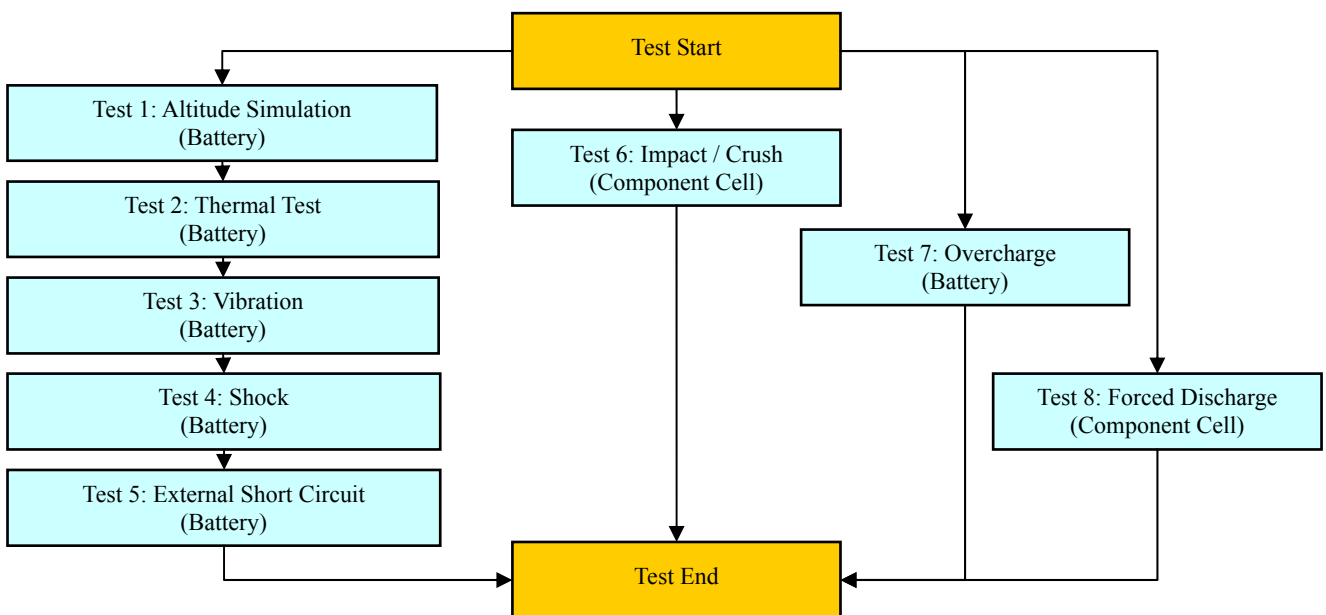 Test Start
Test 1: Altitude Simulation
(Battery)
Test 2: Thermal Test
(Battery)
Test 3: Vibration
(Battery)
Test 4: Shock
(Battery)
Test 5: External Short Circuit
(Battery)
Test 6: Impact / Crush
(Component Cell)
Test 7: Overcharge
(Battery)
Test 8: Forced Discharge
(Component Cell)
Test End